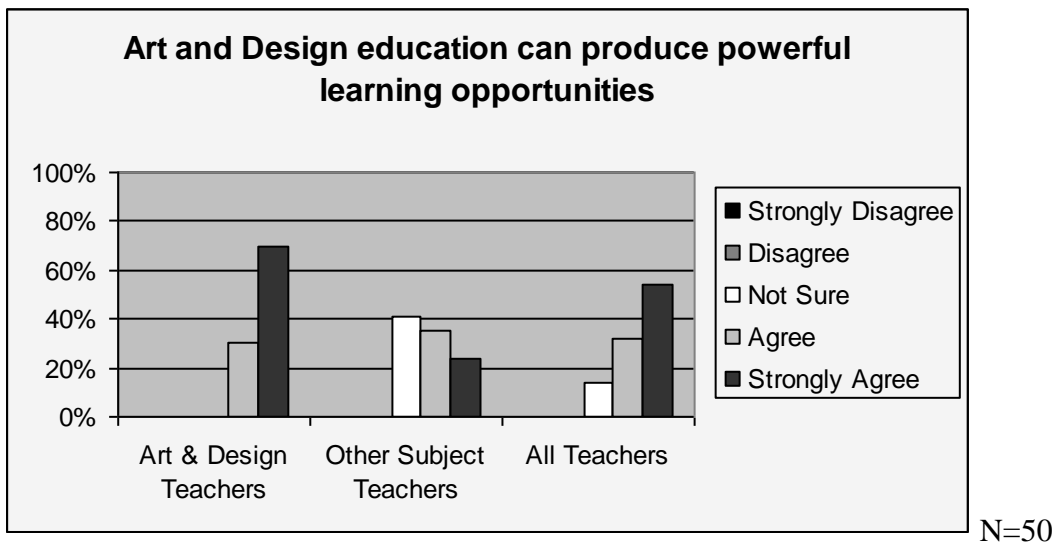 Art and Design education can produce powerful
learning opportunities
100%
80%
60%
40%
20%
0%
Art & Design
Teachers
Other Subject
Teachers
All Teachers
Strongly Disagree
Disagree
Not Sure
Agree
Strongly Agree
N=50